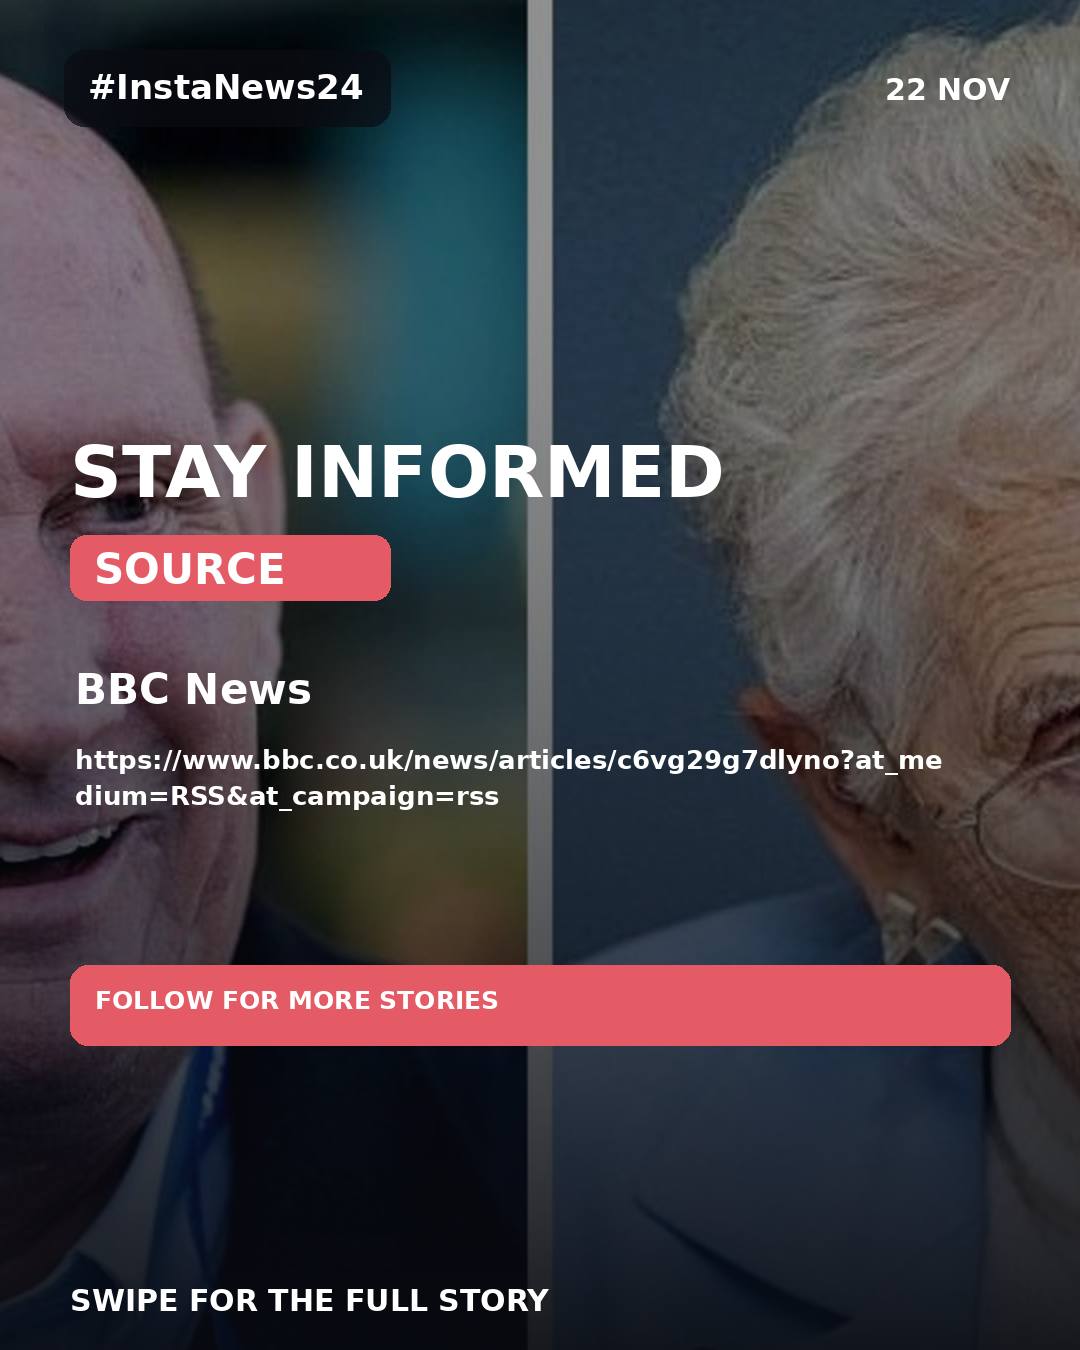 #InstaNews24
22 NOV
STAY INFORMED
SOURCE
BBC News
https://www.bbc.co.uk/news/articles/c6vg29g7dlyno?at_me
dium=RSS&at_campaign=rss
FOLLOW FOR MORE STORIES
SWIPE FOR THE FULL STORY